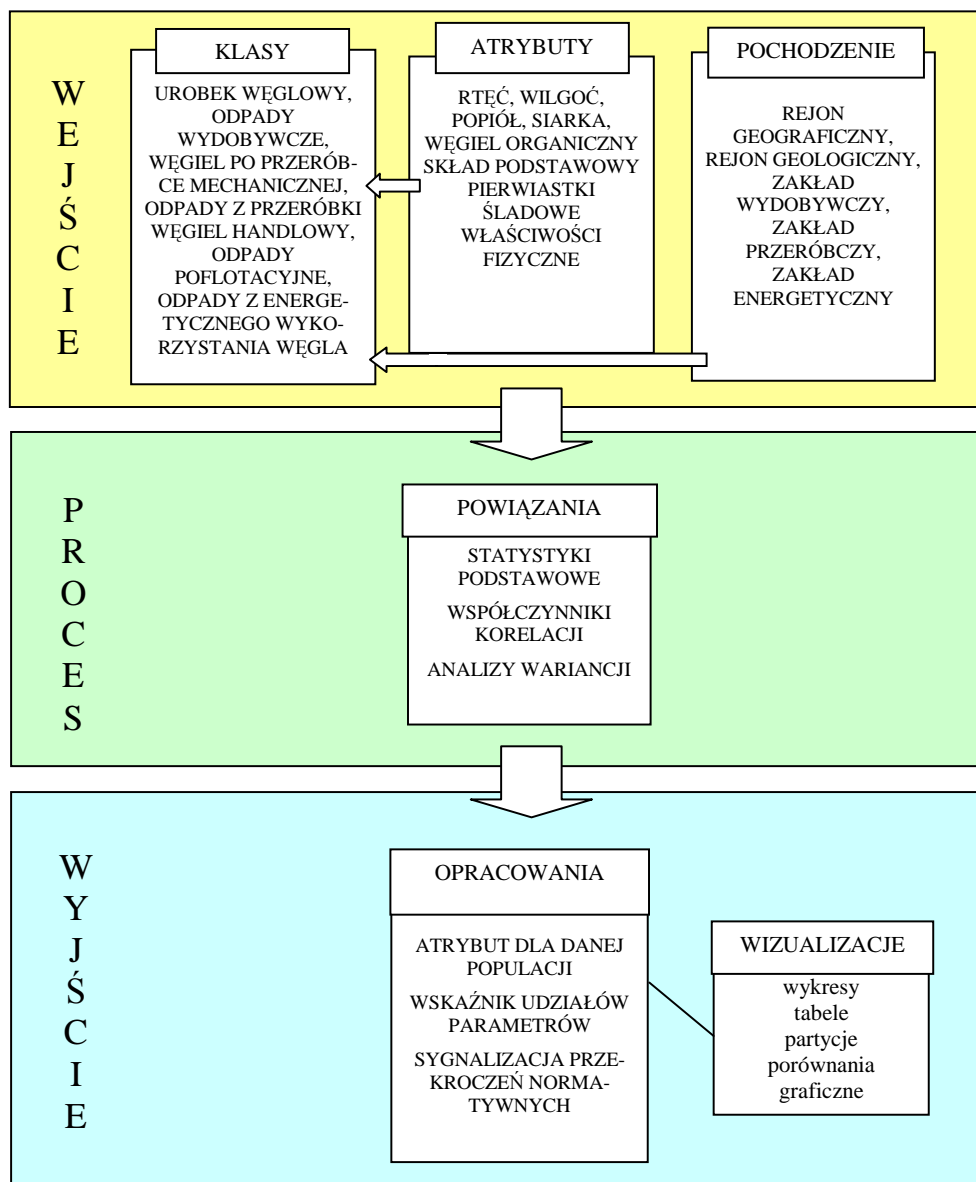 WEJŚCIE
KLASY
UROBEK WĘGLOWY,
ODPADY
WYDOBYWCZE,
WĘGIEL PO PRZERÓB-
CE MECHANICZNEJ,
ODPADY Z PRZERÓBKI
WĘGIEL HANDLOWY,
ODPADY
POFLOTACYJNE,
ODPADY Z ENERGE-
TYCZNEGO WYKO-
RZYSTANIA WĘGLA
ATRYBUTY
RTĘĆ, WILGOĆ,
POPIÓŁ, SIARKA,
WĘGIEL ORGANICZNY
SKŁAD PODSTAWOWY
PIERWIASTKI
ŚLADOWE
WŁAŚCIWOŚCI
FIZYCZNE
POCHODZENIE
REJON
GEOGRAFICZNY,
REJON GEOLOGICZNY,
ZAKŁAD
WYDOBYWCZY,
ZAKŁAD
PRZERÓBCZY,
ZAKŁAD
ENERGETYCZNY
PROCES
POWIĄZANIA
STATYSTYKI
PODSTAWOWE
WSPÓŁCZYNNIKI
KORELACJI
ANALIZY WARIANCJI
WYJŚCIE
OPRACOWANIA
ATRYBUT DLA DANEJ
POPULACJI
WSKAŹNIK UDZIAŁÓW
PARAMETRÓW
SYGNALIZACJA PRZE-
KROCZEŃ NORMA-
TYWNYCH
WIZUALIZACJE
wykresy
tabele
partycje
porównania
graficzne